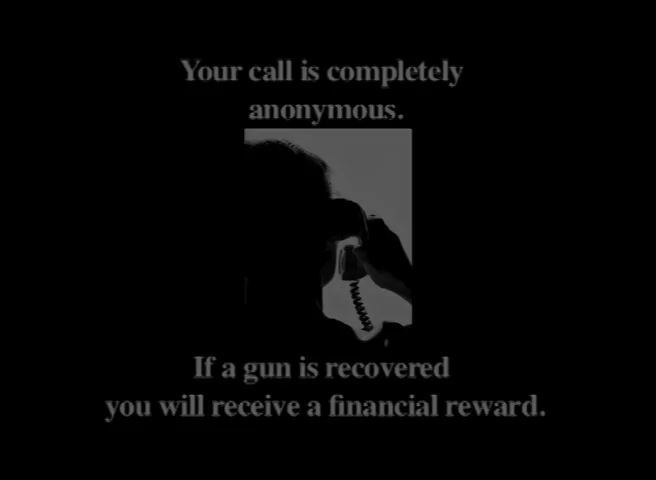 Your call is completely
anonymous.
If a gun is recovered
you will receive a financial reward.